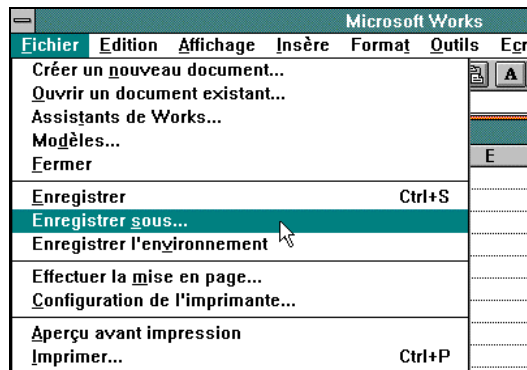 Microsoft Works
Fichier Edition Affichage Insère Format Outils Ecr
Créer un nouveau document...
Ouvrir un document existant...
A
Assistants de Works...
Modèles...
E
Fermer
Enregistrer Ctrl+S
Enregistrer sous...
Enregistrer l'environnement
Effectuer la mise en page...
Configuration de l'imprimante...
Aperçu avant impression
Imprimer... Ctrl+P